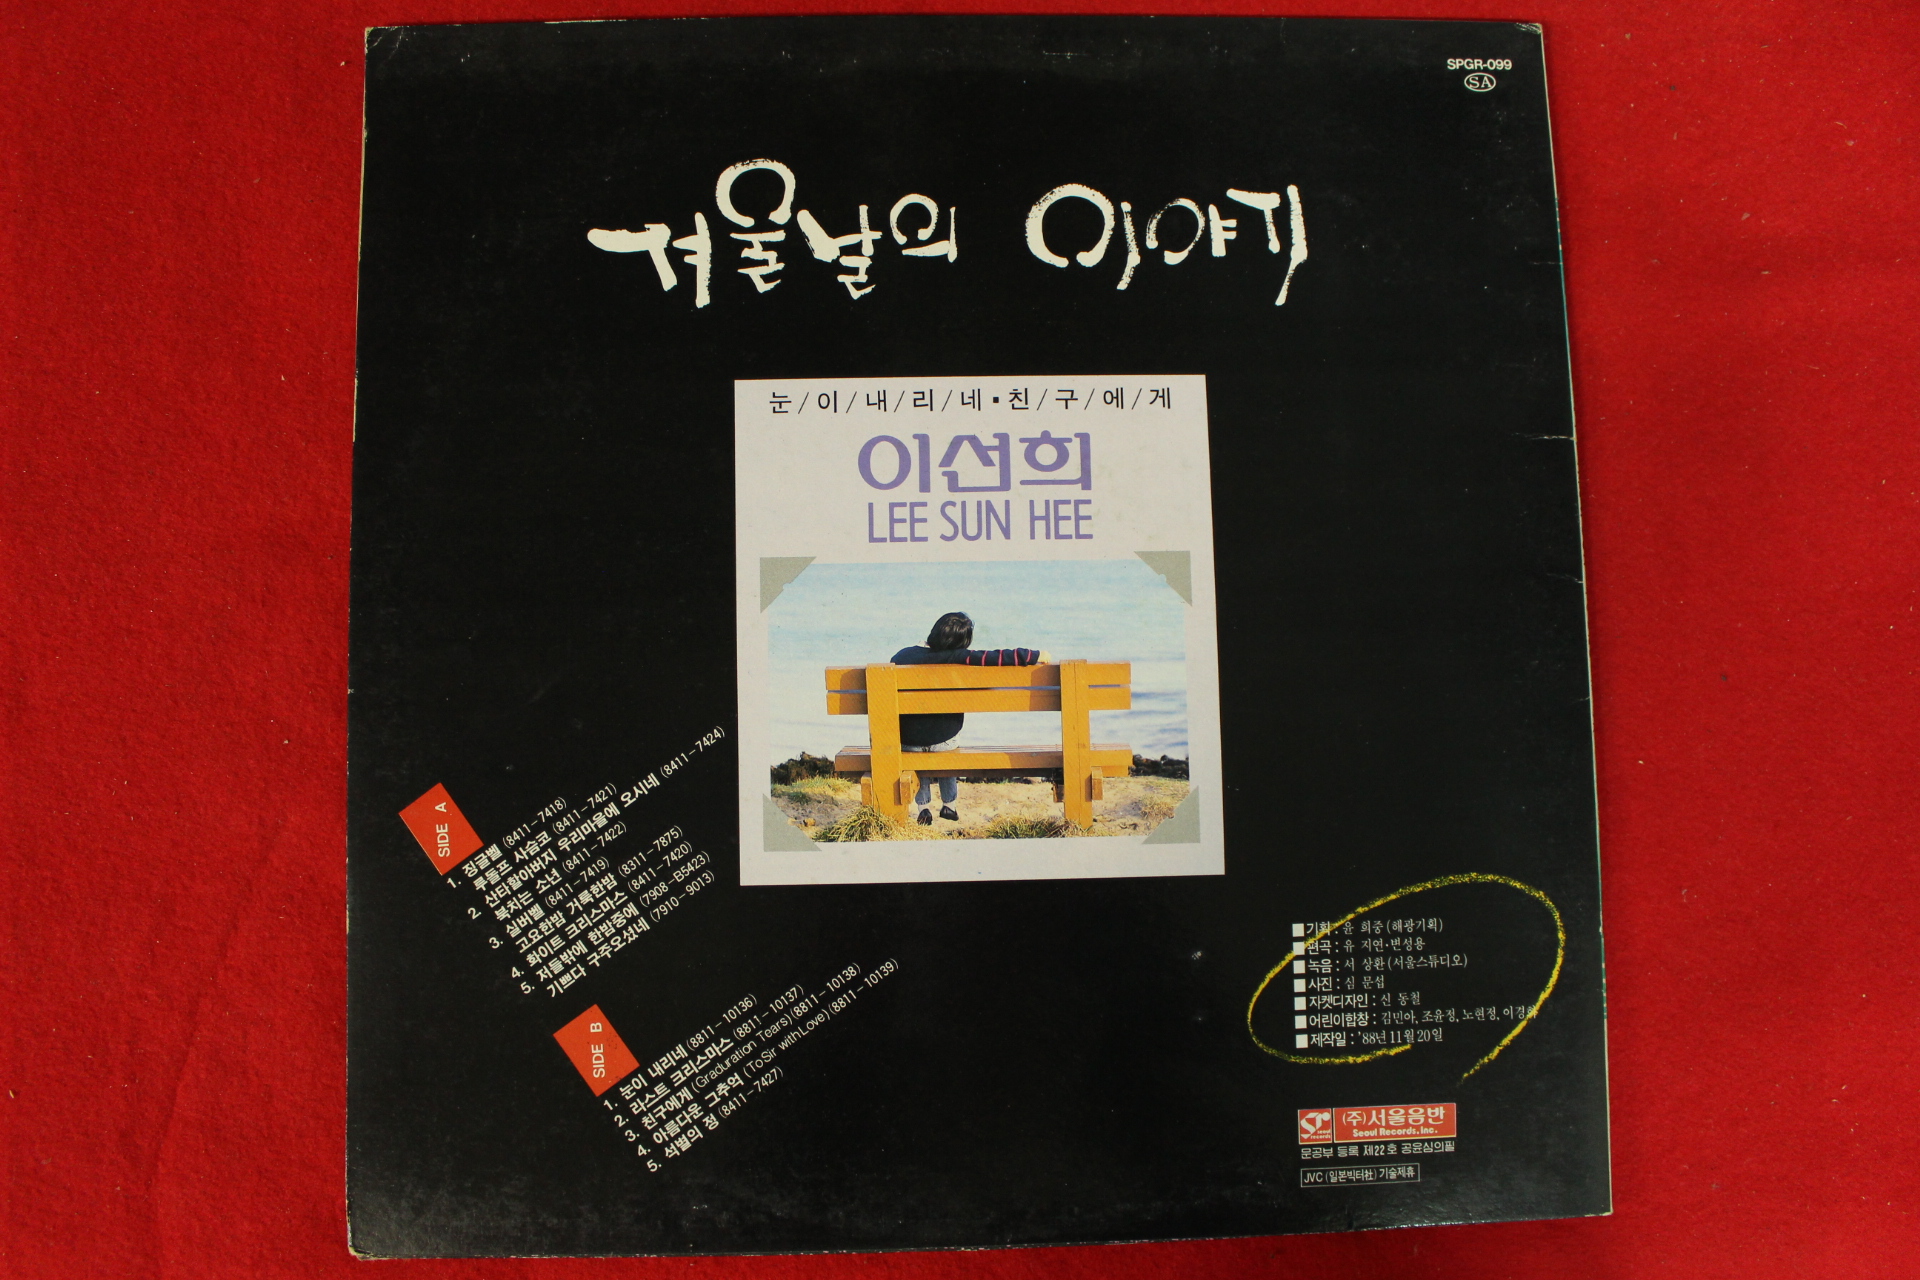 SPGR-099
SA
겨울날의 이야기
눈/이/내/리/네·친/구/에/게
이선희
LEE SUN HEE
SIDE A
1. 징글벨 (8411-7418)
루돌프 사슴코 (8411-7421)
2 산타할아버지 우리마을에 오시네 (8411-7424)
북치는 소년 (8411-7422)
3. 실버벨 (8411-7419)
고요한밤 거룩한밤 (8311-7875)
4. 화이트 크리스마스 (8411-7420)
5. 저들밖에 한밤중에 (7908-B5423)
기쁘다 구주오셨네 (7910-9013)
SIDE B
1. 눈이 내리네 (8811-10136)
2. 라스트 크리스마스 (8811-10137)
3. 친구에게 (Graduration Tears) (8811-10138)
4. 아름다운 그추억 (To Sir with Love) (8811-10139)
5. 석별의 정 (8411-7427)
■기획 : 윤 희중 (해광기획)
■편곡 : 유 지연·변성용
■녹음 : 서 상환 (서울스튜디오)
■사진 : 심 문섭
■자켓디자인 : 신 동철
■어린이합창 : 김민아, 조윤정, 노현정, 이경화
■제작일 : '88년 11월 20일
seoul records
(주)서울음반
Seoul Records, Inc.
문공부 등록 제22호 공윤심의필
JVC (일본빅터社) 기술제휴